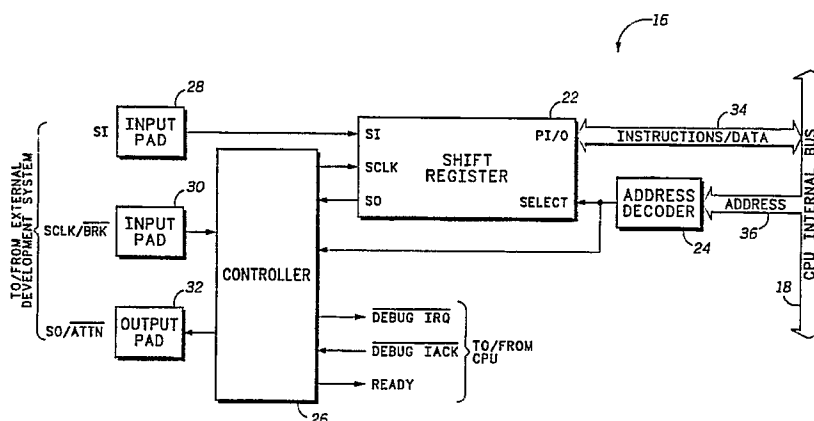 16
28
SI
INPUT PAD
22
SI
PI/O
SCLK
SHIFT REGISTER
SO
SELECT
34
INSTRUCTIONS/DATA
ADDRESS DECODER
24
ADDRESS
36
CPU INTERNAL BUS
18
TO/FROM EXTERNAL DEVELOPMENT SYSTEM
30
SCLK/BRK
INPUT PAD
CONTROLLER
32
SO/ATTN
OUTPUT PAD
DEBUG IRQ
DEBUG IACK
READY
TO/FROM CPU
26